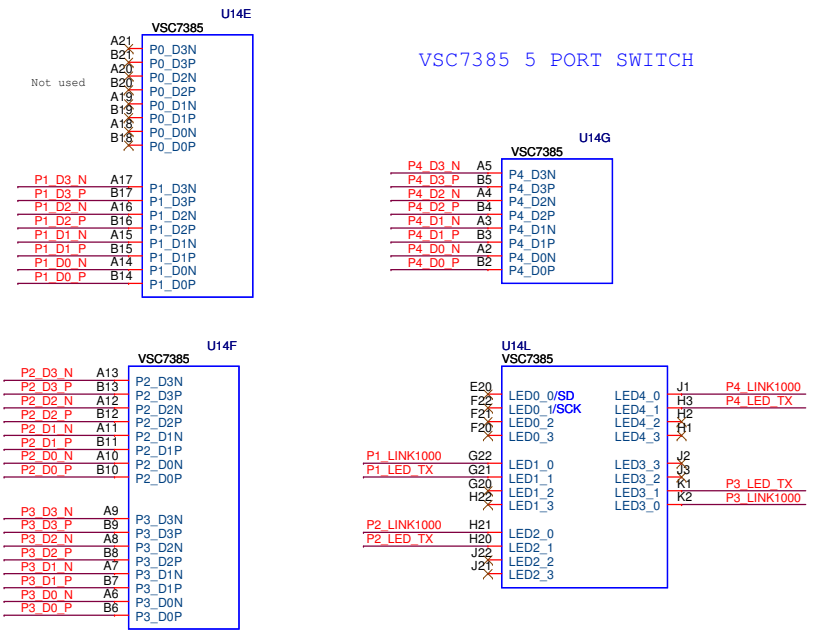 U14E
VSC7385
VSC7385 5 PORT SWITCH
Not used
A21 P0_D3N
B21 P0_D3P
A20 P0_D2N
B20 P0_D2P
A19 P0_D1N
B19 P0_D1P
A18 P0_D0N
B18 P0_D0P
P1_D3_N A17 P1_D3N
P1_D3_P B17 P1_D3P
P1_D2_N A16 P1_D2N
P1_D2_P B16 P1_D2P
P1_D1_N A15 P1_D1N
P1_D1_P B15 P1_D1P
P1_D0_N A14 P1_D0N
P1_D0_P B14 P1_D0P
U14G
VSC7385
P4_D3_N A5 P4_D3N
P4_D3_P B5 P4_D3P
P4_D2_N A4 P4_D2N
P4_D2_P B4 P4_D2P
P4_D1_N A3 P4_D1N
P4_D1_P B3 P4_D1P
P4_D0_N A2 P4_D0N
P4_D0_P B2 P4_D0P
U14F
VSC7385
P2_D3_N A13 P2_D3N
P2_D3_P B13 P2_D3P
P2_D2_N A12 P2_D2N
P2_D2_P B12 P2_D2P
P2_D1_N A11 P2_D1N
P2_D1_P B11 P2_D1P
P2_D0_N A10 P2_D0N
P2_D0_P B10 P2_D0P
P3_D3_N A9 P3_D3N
P3_D3_P B9 P3_D3P
P3_D2_N A8 P3_D2N
P3_D2_P B8 P3_D2P
P3_D1_N A7 P3_D1N
P3_D1_P B7 P3_D1P
P3_D0_N A6 P3_D0N
P3_D0_P B6 P3_D0P
U14L
VSC7385
E20 LED0_0/SD LED4_0 J1 P4_LINK1000
F22 LED0_1/SCK LED4_1 H3 P4_LED_TX
F21 LED0_2 LED4_2 H2
F20 LED0_3 LED4_3 H1
P1_LINK1000 G22 LED1_0 LED3_3 J2
P1_LED_TX G21 LED1_1 LED3_2 J3
G20 LED1_2 LED3_1 K1 P3_LED_TX
H22 LED1_3 LED3_0 K2 P3_LINK1000
P2_LINK1000 H21 LED2_0
P2_LED_TX H20 LED2_1
J22 LED2_2
J21 LED2_3